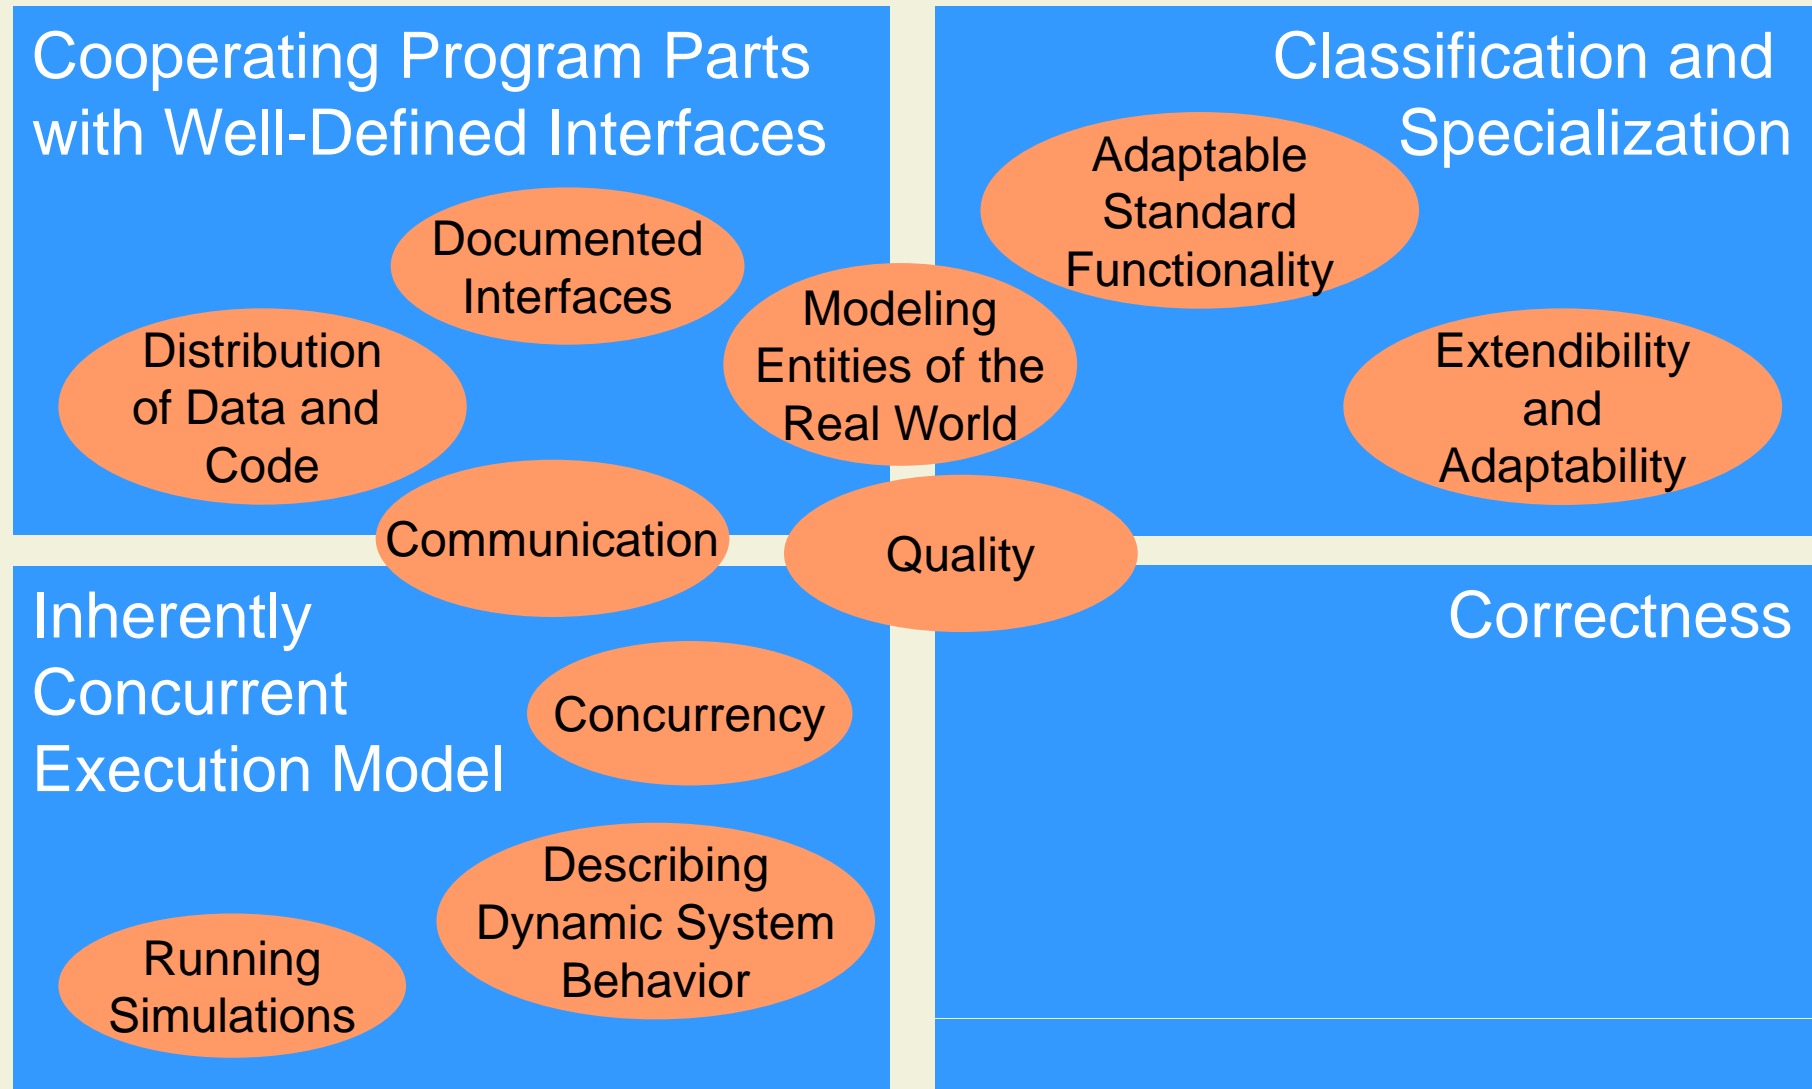 Cooperating Program Parts
with Well-Defined Interfaces
Documented
Interfaces
Distribution
of Data and
Code
Modeling
Entities of the
Real World
Communication
Quality
Classification and
Specialization
Adaptable
Standard
Functionality
Extendibility
and
Adaptability
Inherently
Concurrent
Execution Model
Concurrency
Describing
Dynamic System
Behavior
Running
Simulations
Correctness